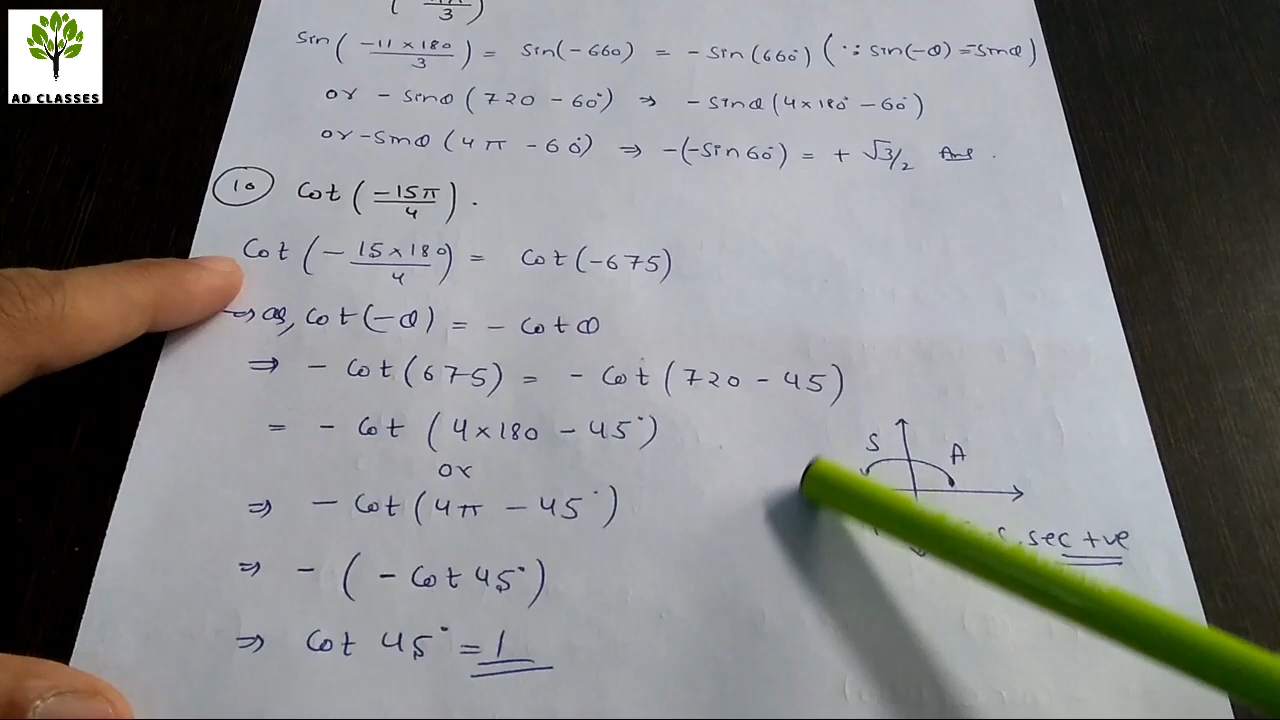 AD CLASSES
3
sin(-11×180/3) = sin(-660) = -sin(660°) (∵ sin(-θ) = -sinθ)
or - sinθ (720 - 60°) ⇒ -sinθ(4×180° - 60°)
or -sinθ (4π - 60°) ⇒ -(-sin60°) = + √3/2 Ans.
10 Cot(-15π/4).
Cot(-15×180/4) = Cot(-675)
⇒ as, Cot(-θ) = - Cotθ
⇒ - Cot(675) = - Cot(720 - 45)
= - Cot (4×180 - 45°)
or
⇒ - Cot(4π - 45°)
⇒ - (- Cot 45°)
⇒ Cot 45° = 1
S A
sec +ve